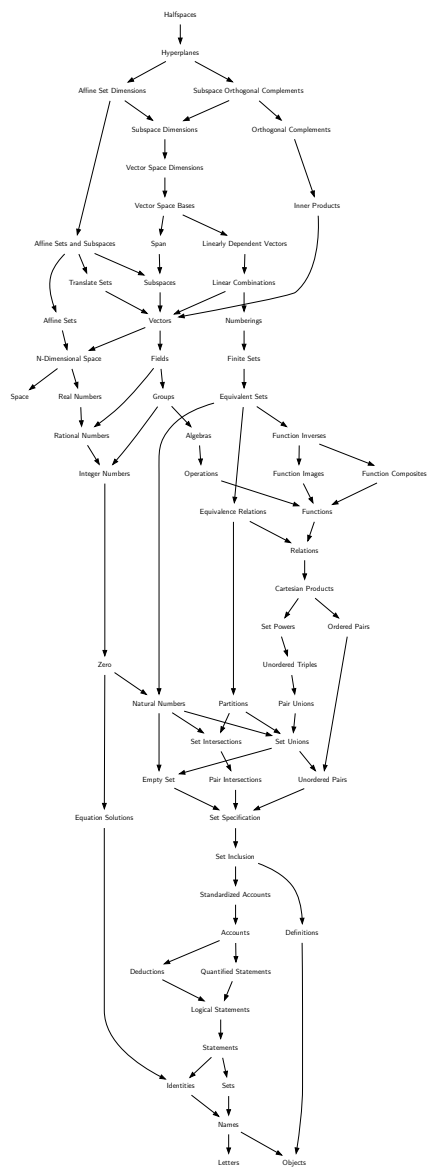 Halfspaces
Hyperplanes
Affine Set Dimensions
Subspace Orthogonal Complements
Subspace Dimensions
Orthogonal Complements
Vector Space Dimensions
Vector Space Bases
Inner Products
Affine Sets and Subspaces
Span
Linearly Dependent Vectors
Translate Sets
Subspaces
Linear Combinations
Affine Sets
Vectors
Numberings
N-Dimensional Space
Fields
Finite Sets
Space
Real Numbers
Groups
Equivalent Sets
Rational Numbers
Algebras
Function Inverses
Integer Numbers
Operations
Function Images
Function Composites
Equivalence Relations
Functions
Relations
Cartesian Products
Set Powers
Ordered Pairs
Zero
Unordered Triples
Natural Numbers
Partitions
Pair Unions
Set Intersections
Set Unions
Empty Set
Pair Intersections
Unordered Pairs
Equation Solutions
Set Specification
Set Inclusion
Standardized Accounts
Accounts
Definitions
Deductions
Quantified Statements
Logical Statements
Statements
Identities
Sets
Names
Letters
Objects